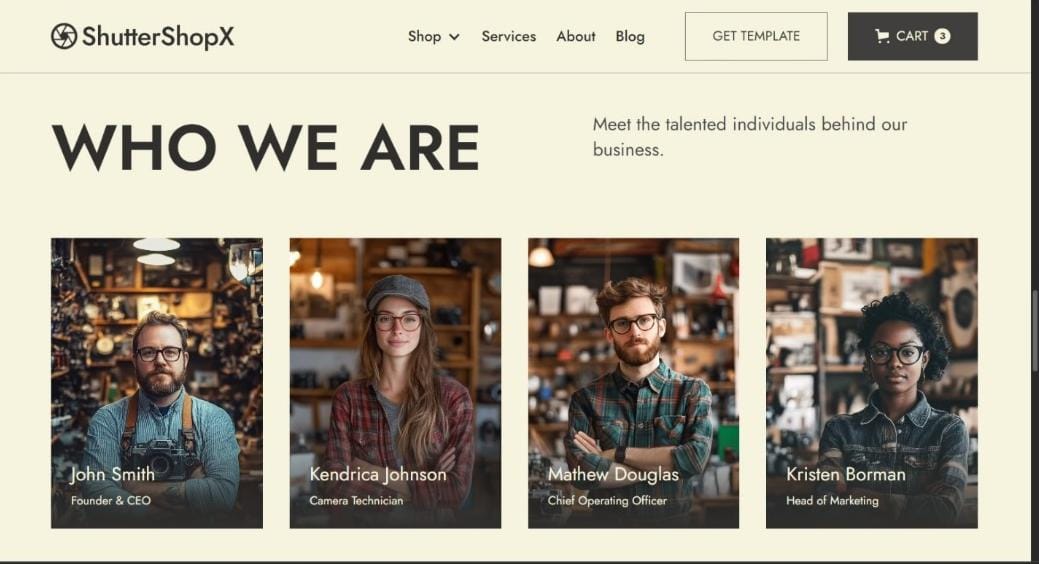 ShutterShopX
Shop
Services
About
Blog
GET TEMPLATE
CART 3
WHO WE ARE
Meet the talented individuals behind our
business.
John Smith
Founder & CEO
Kendrica Johnson
Camera Technician
Mathew Douglas
Chief Operating Officer
Kristen Borman
Head of Marketing